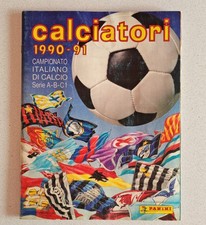 calciatori
1990-91
CAMPIONATO
ITALIANO
DI CALCIO
Serie A-B-C1
PANINI